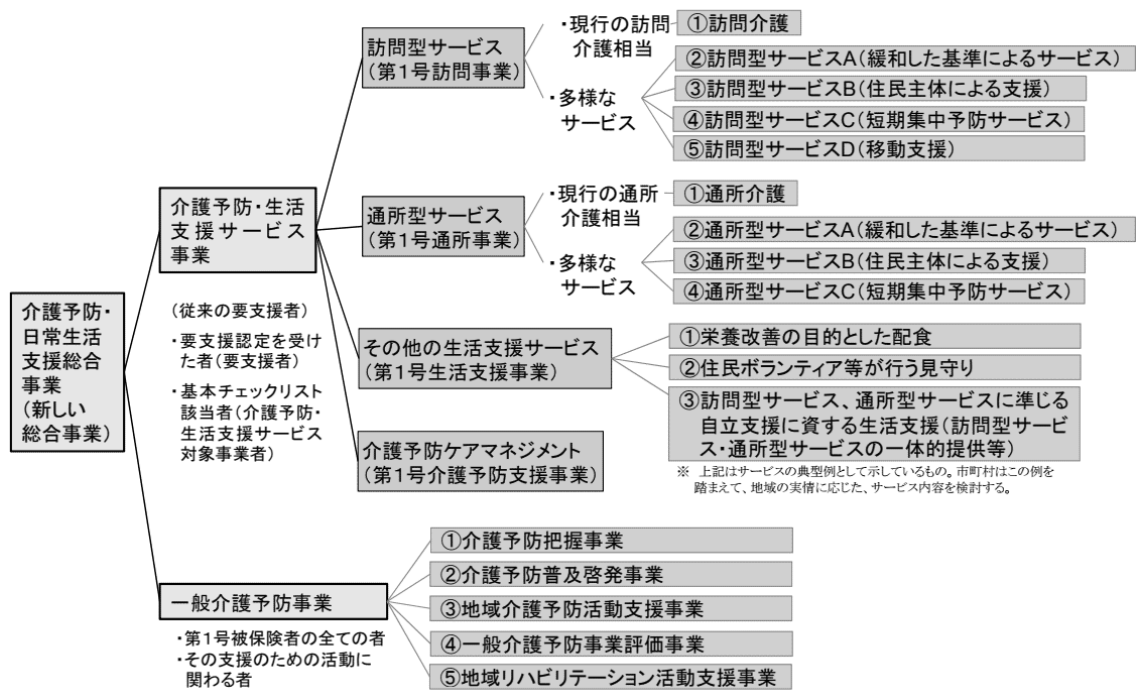 介護予防・
日常生活
支援総合
事業
(新しい
総合事業)
介護予防・生活
支援サービス
事業
(従来の要支援者)
・要支援認定を受け
た者(要支援者)
・基本チェックリスト
該当者(介護予防・
生活支援サービス
対象事業者)
訪問型サービス
(第1号訪問事業)
・現行の訪問
介護相当
①訪問介護
・多様な
サービス
②訪問型サービスA(緩和した基準によるサービス)
③訪問型サービスB(住民主体による支援)
④訪問型サービスC(短期集中予防サービス)
⑤訪問型サービスD(移動支援)
通所型サービス
(第1号通所事業)
・現行の通所
介護相当
①通所介護
・多様な
サービス
②通所型サービスA(緩和した基準によるサービス)
③通所型サービスB(住民主体による支援)
④通所型サービスC(短期集中予防サービス)
その他の生活支援サービス
(第1号生活支援事業)
①栄養改善の目的とした配食
②住民ボランティア等が行う見守り
③訪問型サービス、通所型サービスに準じる
自立支援に資する生活支援(訪問型サービ
ス・通所型サービスの一体的提供等)
介護予防ケアマネジメント
(第1号介護予防支援事業)
※ 上記はサービスの典型例として示しているもの。市町村はこの例を
踏まえて、地域の実情に応じた、サービス内容を検討する。
一般介護予防事業
・第1号被保険者の全ての者
・その支援のための活動に
関わる者
①介護予防把握事業
②介護予防普及啓発事業
③地域介護予防活動支援事業
④一般介護予防事業評価事業
⑤地域リハビリテーション活動支援事業